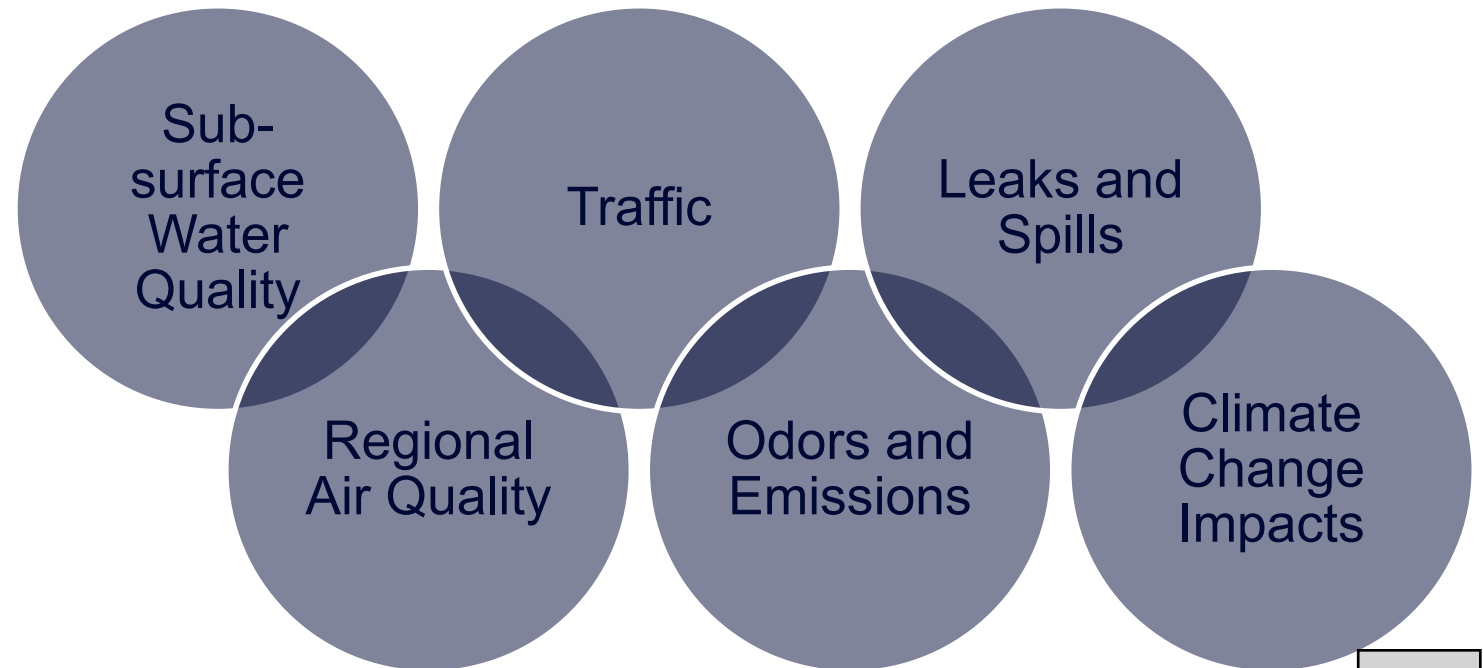 Sub-
surface
Water
Quality
Traffic
Leaks and
Spills
Regional
Air Quality
Odors and
Emissions
Climate
Change
Impacts